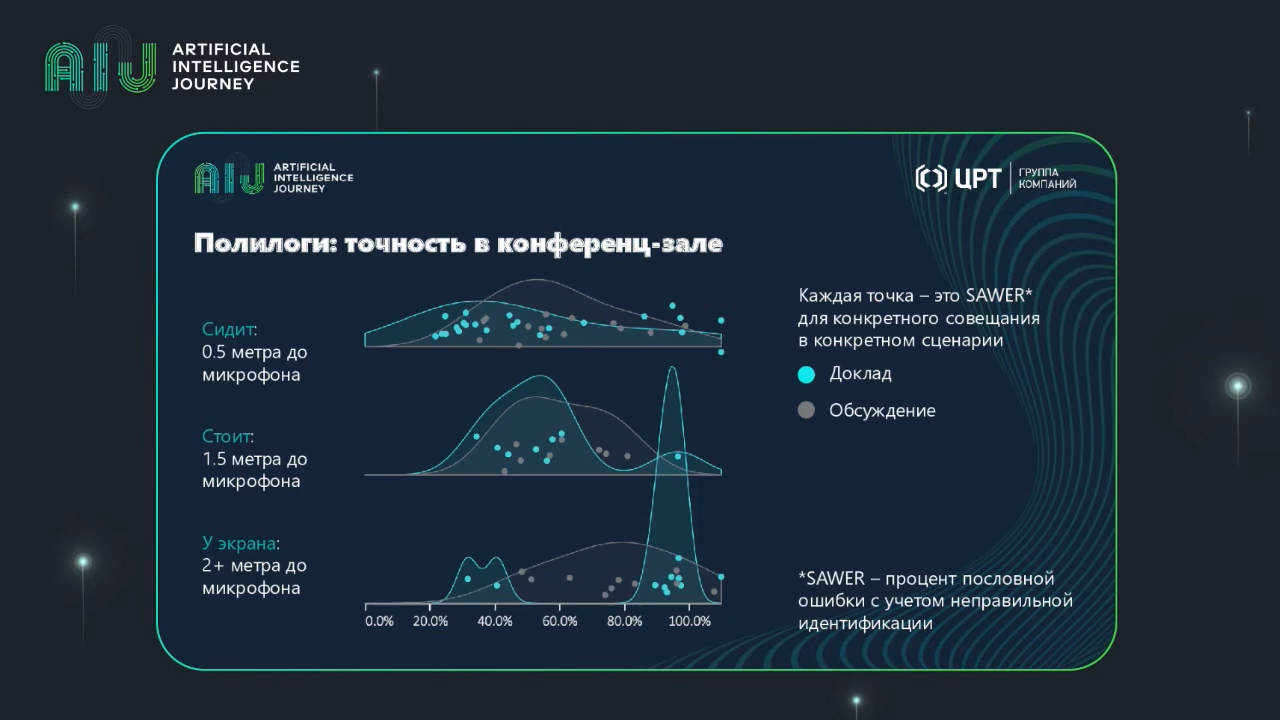 ARTIFICIAL
INTELLIGENCE
JOURNEY
ARTIFICIAL
INTELLIGENCE
JOURNEY
ЦРТ
ГРУППА
КОМПАНИЙ
Полилоги: точность в конференц-зале
Сидит:
0.5 метра до
микрофона
Стоит:
1.5 метра до
микрофона
У экрана:
2+ метра до
микрофона
0.0% 20.0% 40.0% 60.0% 80.0% 100.0%
Каждая точка – это SAWER*
для конкретного совещания
в конкретном сценарии
Доклад
Обсуждение
*SAWER – процент пословной
ошибки с учетом неправильной
идентификации